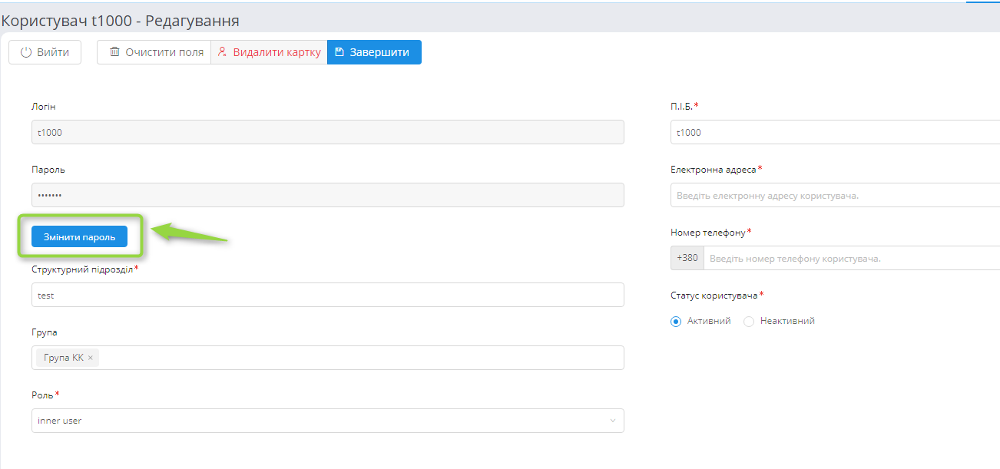 Користувач t1000 - Редагування
Вийти
Очистити поля
Видалити картку
Завершити
Логін
t1000
Пароль
•••••••
Змінити пароль
Структурний підрозділ*
test
Група
Група КК ×
Роль*
inner user
П.І.Б.*
t1000
Електронна адреса*
Введіть електронну адресу користувача.
Номер телефону*
+380 Введіть номер телефону користувача.
Статус користувача*
Активний Неактивний